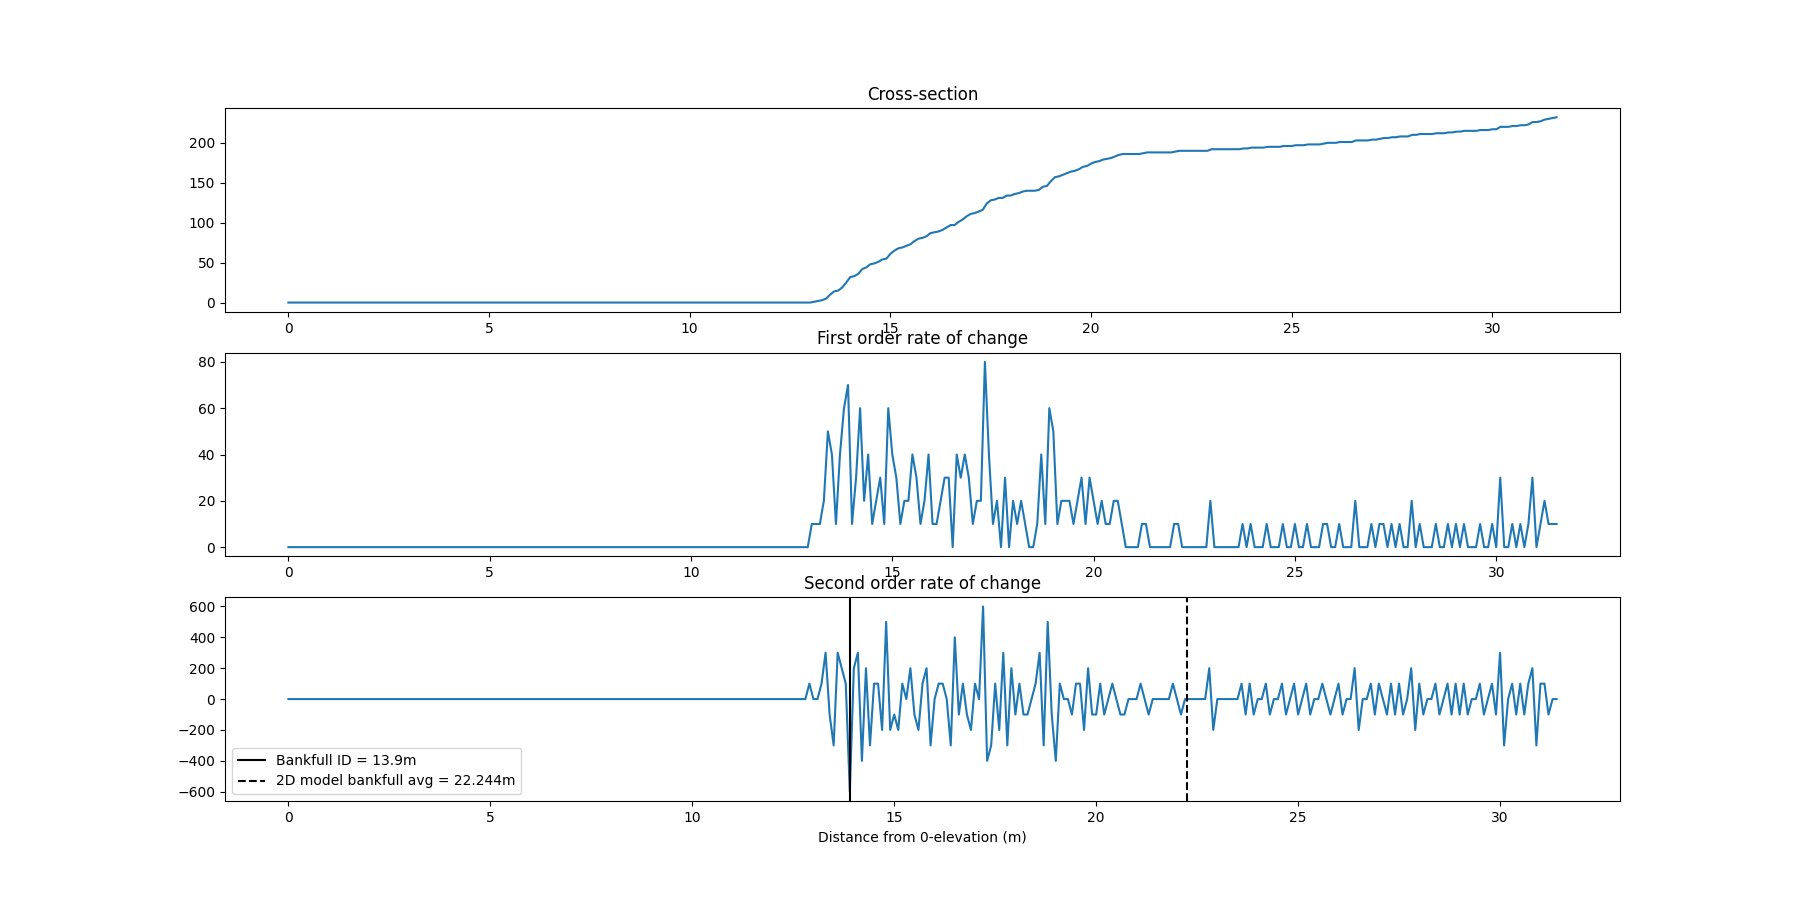 Cross-section
200
150
100
50
0
0 5 10 15 20 25 30
First order rate of change
80
60
40
20
0
0 5 10 15 20 25 30
Second order rate of change
600
400
200
0
−200
−400
−600
Bankfull ID = 13.9m
2D model bankfull avg = 22.244m
0 5 10 15 20 25 30
Distance from 0-elevation (m)